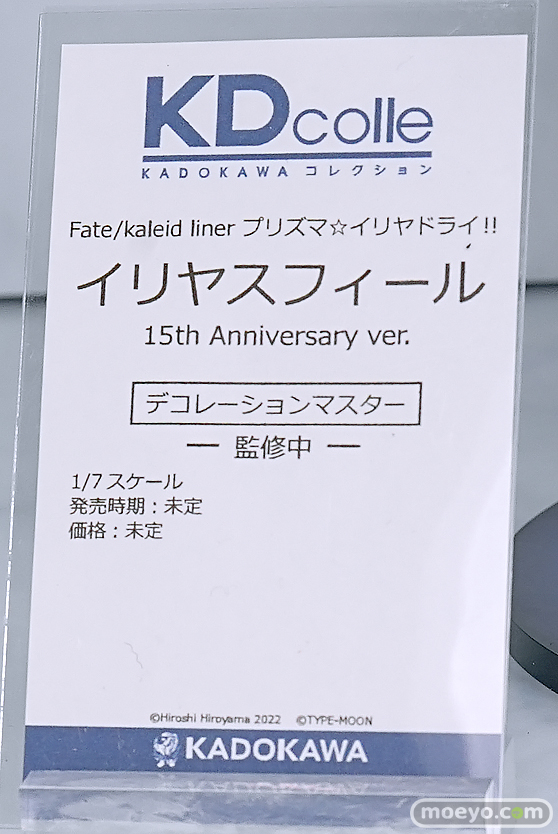 KDcolle
KADOKAWA コレクション
Fate/kaleid liner プリズマ☆イリヤドライ!!
イリヤスフィール
15th Anniversary ver.
デコレーションマスター
― 監修中 ―
1/7スケール
発売時期：未定
価格：未定
©Hiroshi Hiroyama 2022 ©TYPE-MOON
KADOKAWA
moeyo.com